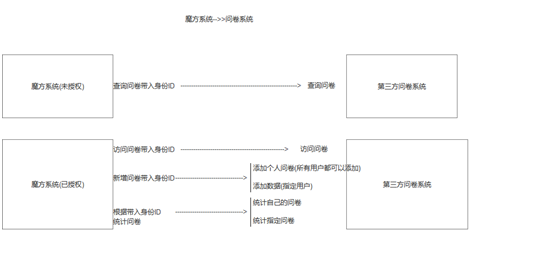 魔方系统-->>问卷系统
魔方系统(未授权)
查询问卷带入身份ID ------------------------------------------------> 查询问卷
第三方问卷系统
魔方系统(已授权)
访问问卷带入身份ID -------------------------------------------> 访问问卷
新增问卷带入身份ID---------------------------->
添加个人问卷(所有用户都可以添加)
添加数据(指定用户)
第三方问卷系统
根据带入身份ID ---------------------------->
统计问卷
统计自己的问卷
统计指定问卷